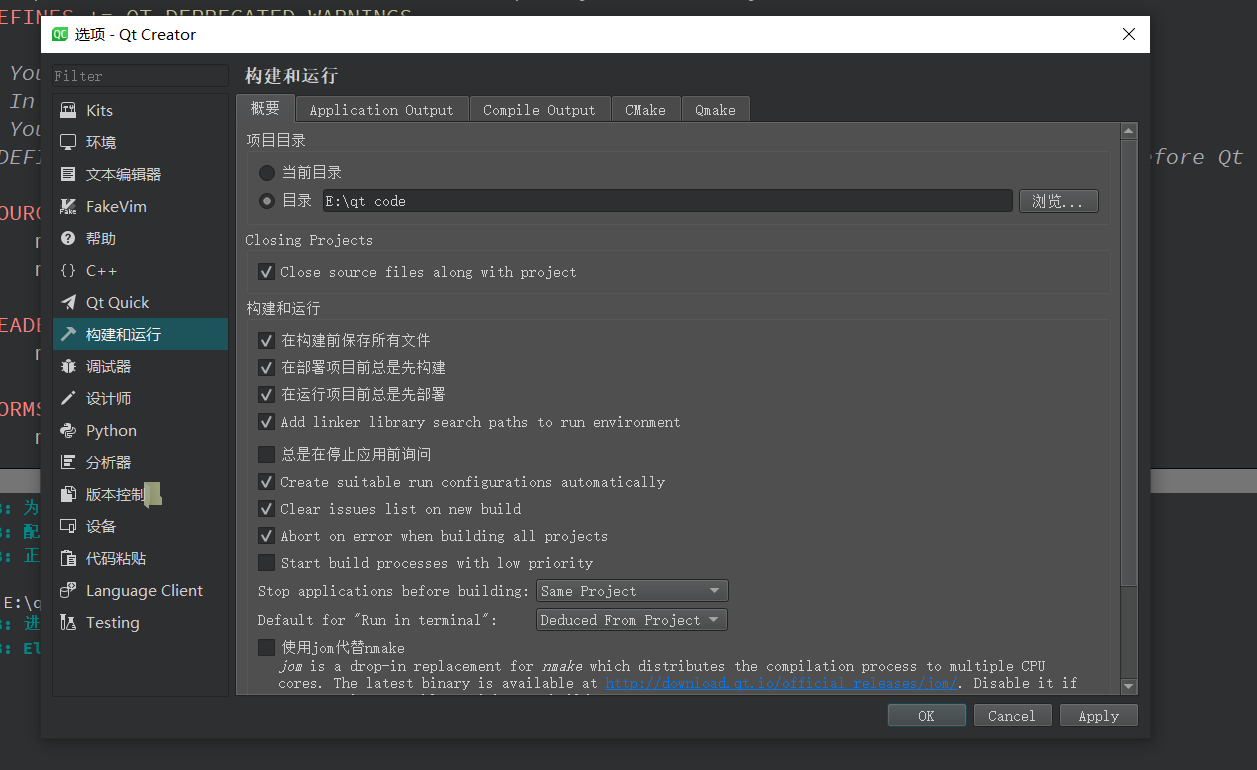 EFINES += QT_DEPRECATED_WARNINGS
选项 - Qt Creator
You
In
You
DEFI
efore Qt
OURC
EADE
ORMS
Filter
Kits
环境
文本编辑器
FakeVim
帮助
C++
Qt Quick
构建和运行
调试器
设计师
Python
分析器
版本控制
设备
代码粘贴
Language Client
Testing
构建和运行
概要 Application Output Compile Output CMake Qmake
项目目录
当前目录
目录 E:\qt code 浏览...
Closing Projects
Close source files along with project
构建和运行
在构建前保存所有文件
在部署项目前总是先构建
在运行项目前总是先部署
Add linker library search paths to run environment
总是在停止应用前询问
Create suitable run configurations automatically
Clear issues list on new build
Abort on error when building all projects
Start build processes with low priority
Stop applications before building: Same Project
Default for "Run in terminal": Deduced From Project
使用jom代替nmake
jom is a drop-in replacement for nmake which distributes the compilation process to multiple CPU
cores. The latest binary is available at http://download.qt.io/official_releases/jom/. Disable it if
OK Cancel Apply
: 为
: 配
: 正
E:\q
: 进
: El